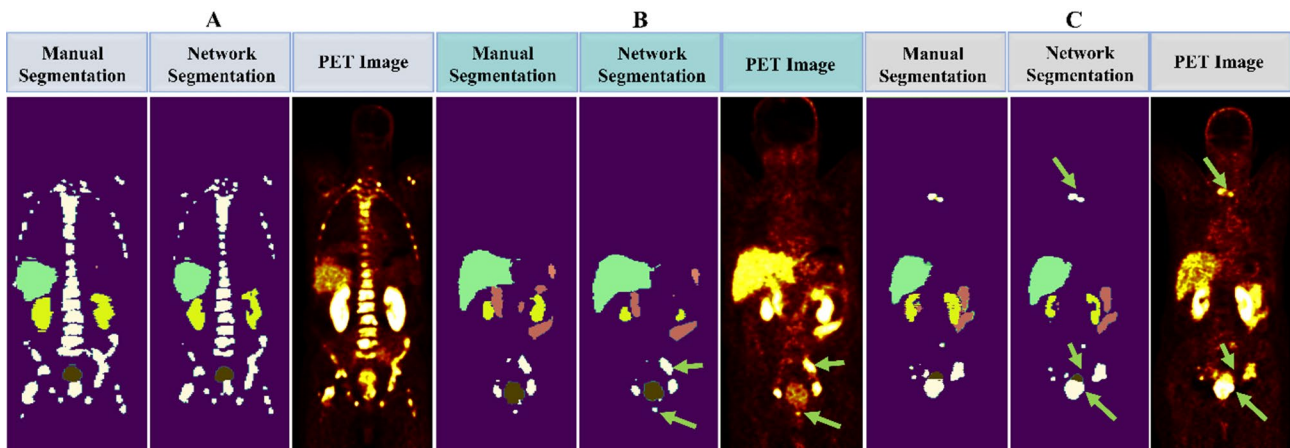 A
B
C
Manual
Segmentation
Network
Segmentation
PET Image
Manual
Segmentation
Network
Segmentation
PET Image
Manual
Segmentation
Network
Segmentation
PET Image